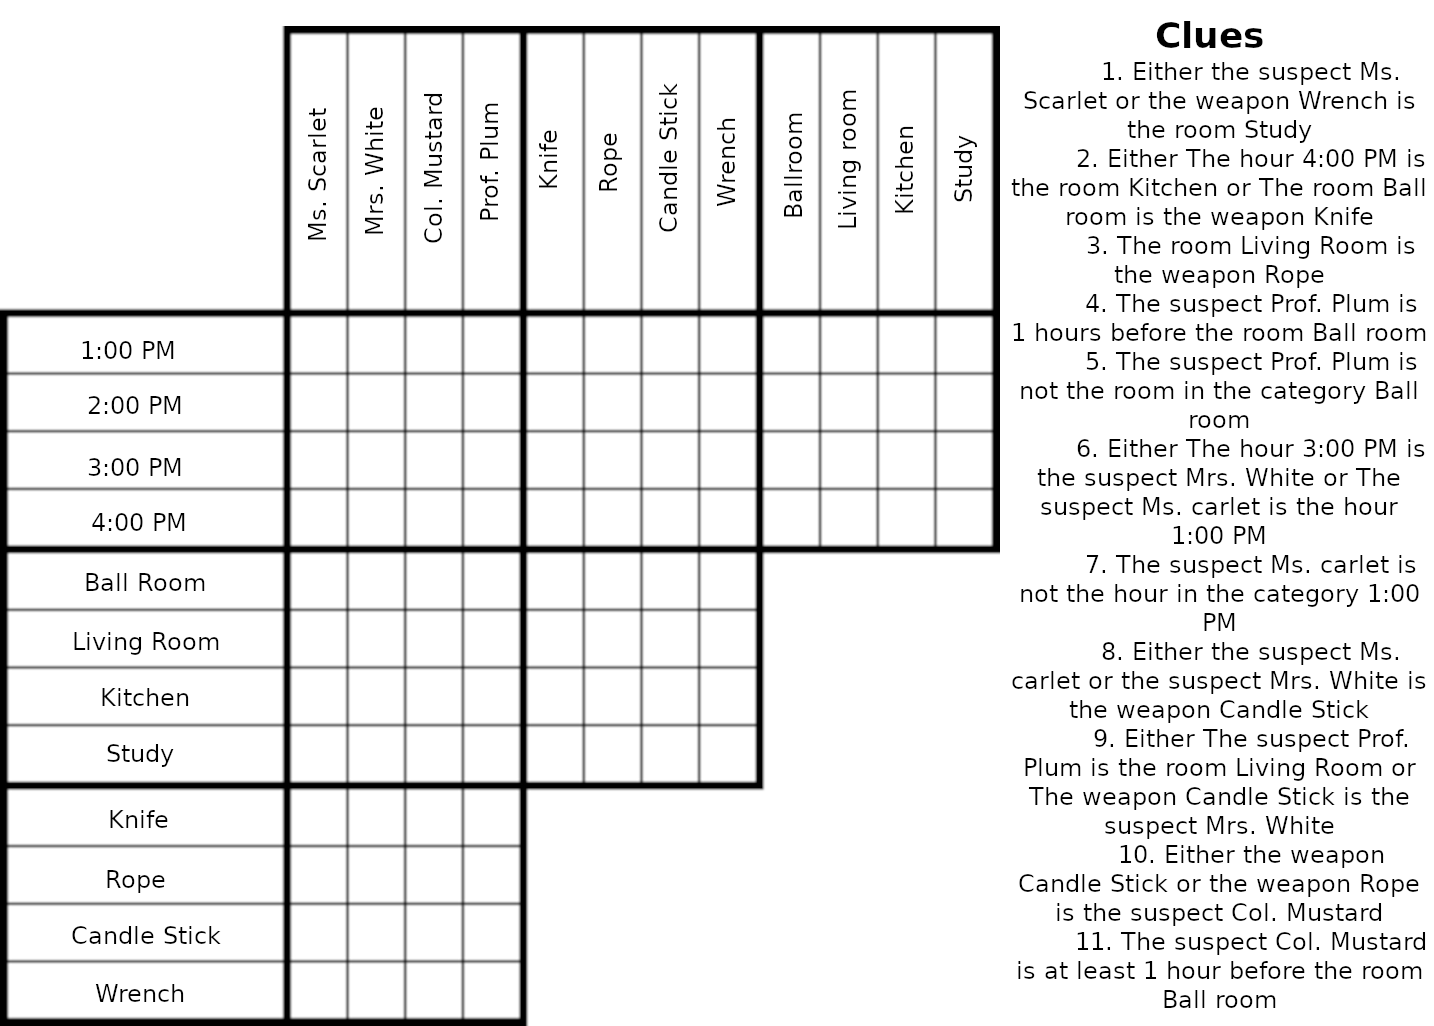 Ms. Scarlet
Mrs. White
Col. Mustard
Prof. Plum
Knife
Rope
Candle Stick
Wrench
Ballroom
Living room
Kitchen
Study
1:00 PM
2:00 PM
3:00 PM
4:00 PM
Ball Room
Living Room
Kitchen
Study
Knife
Rope
Candle Stick
Wrench
Clues
1. Either the suspect Ms.
Scarlet or the weapon Wrench is
the room Study
2. Either The hour 4:00 PM is
the room Kitchen or The room Ball
room is the weapon Knife
3. The room Living Room is
the weapon Rope
4. The suspect Prof. Plum is
1 hours before the room Ball room
5. The suspect Prof. Plum is
not the room in the category Ball
room
6. Either The hour 3:00 PM is
the suspect Mrs. White or The
suspect Ms. carlet is the hour
1:00 PM
7. The suspect Ms. carlet is
not the hour in the category 1:00
PM
8. Either the suspect Ms.
carlet or the suspect Mrs. White is
the weapon Candle Stick
9. Either The suspect Prof.
Plum is the room Living Room or
The weapon Candle Stick is the
suspect Mrs. White
10. Either the weapon
Candle Stick or the weapon Rope
is the suspect Col. Mustard
11. The suspect Col. Mustard
is at least 1 hour before the room
Ball room